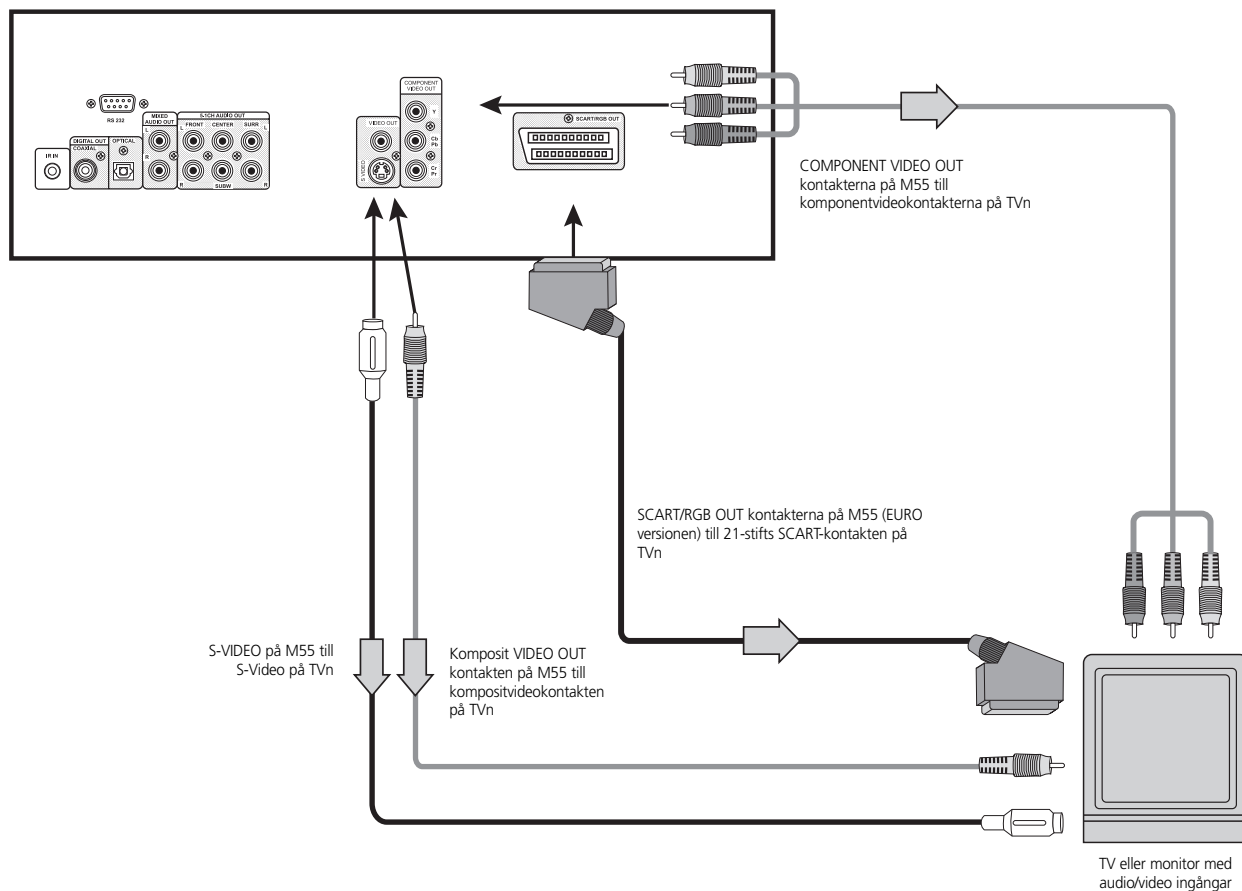 COMPONENT
VIDEO OUT
Y
Cb
Pb
Cr
Pr
VIDEO OUT
S VIDEO
SCART/RGB OUT
RS 232
MIXED
AUDIO OUT
L
R
5.1CH AUDIO OUT
L FRONT CENTER SURR L
R SUBW R
DIGITAL OUT
COAXIAL
OPTICAL
IR IN
COMPONENT VIDEO OUT
kontakterna på M55 till
komponentvideokontakterna på TVn
SCART/RGB OUT kontakterna på M55 (EURO
versionen) till 21-stifts SCART-kontakten på
TVn
S-VIDEO på M55 till
S-Video på TVn
Komposit VIDEO OUT
kontakten på M55 till
kompositvideokontakten
på TVn
TV eller monitor med
audio/video ingångar